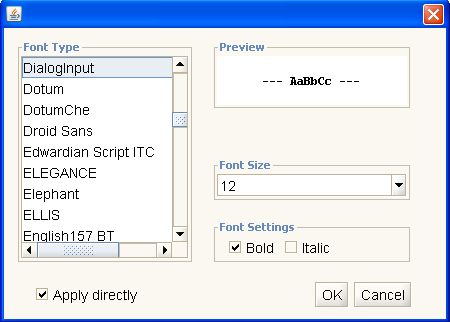 Font Type
DialogInput
Dotum
DotumChe
Droid Sans
Edwardian Script ITC
ELEGANCE
Elephant
ELLIS
English157 BT
Preview
--- AaBbCc ---
Font Size
12
Font Settings
Bold
Italic
Apply directly
OK
Cancel